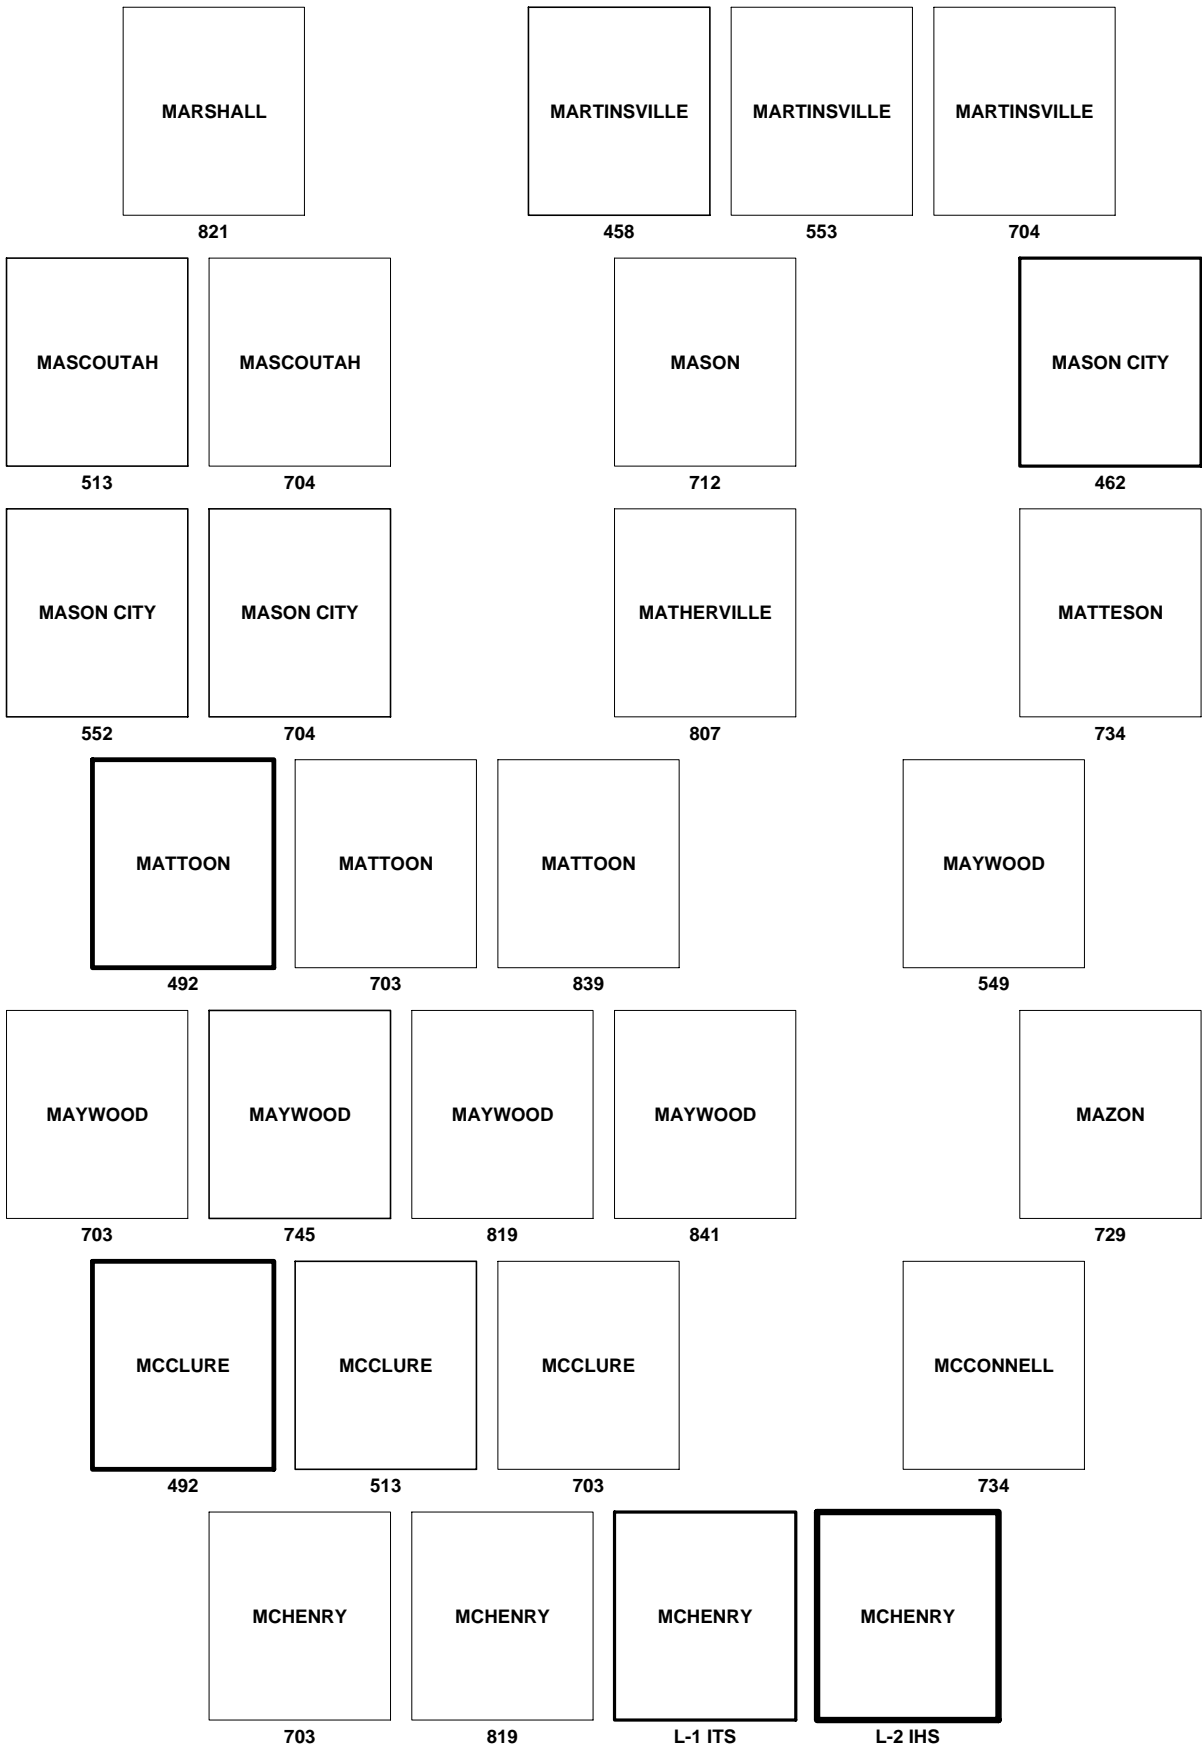 MARSHALL MARTINSVILLE MARTINSVILLE MARTINSVILLE
821 458 553 704
MASCOUTAH MASCOUTAH MASON MASON CITY
513 704 712 462
MASON CITY MASON CITY MATHERVILLE MATTESON
552 704 807 734
MATTOON MATTOON MATTOON MAYWOOD
492 703 839 549
MAYWOOD MAYWOOD MAYWOOD MAYWOOD MAZON
703 745 819 841 729
MCCLURE MCCLURE MCCLURE MCCONNELL
492 513 703 734
MCHENRY MCHENRY MCHENRY MCHENRY
703 819 L-1 ITS L-2 IHS